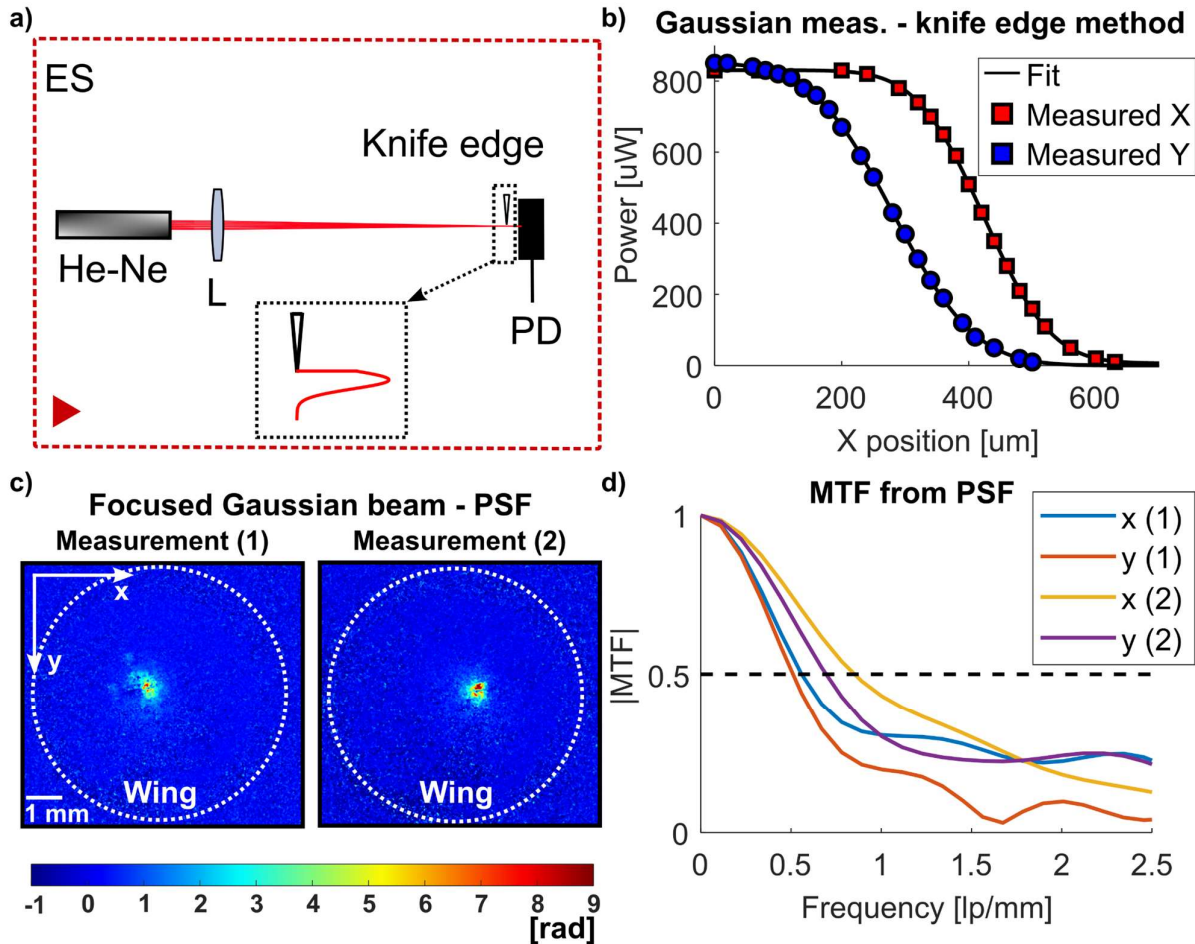 a)
ES
Knife edge
He-Ne
L
PD
b)
Gaussian meas. - knife edge method
Fit
Measured X
Measured Y
Power [uW]
800
600
400
200
0
0
200
400
600
X position [um]
c)
Focused Gaussian beam - PSF
Measurement (1)
Measurement (2)
x
y
Wing
1 mm
Wing
-1 0 1 2 3 4 5 6 7 8 9
[rad]
d)
MTF from PSF
x (1)
y (1)
x (2)
y (2)
|MTF|
1
0.5
0
0 0.5 1 1.5 2 2.5
Frequency [lp/mm]